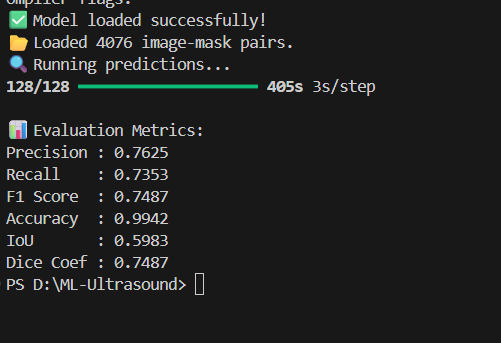 ompiler flags.
✅ Model loaded successfully!
📂 Loaded 4076 image-mask pairs.
🔍 Running predictions...
128/128 ━━━━━━━━━━━━━━━━━━━━ 405s 3s/step
📊 Evaluation Metrics:
Precision : 0.7625
Recall    : 0.7353
F1 Score  : 0.7487
Accuracy  : 0.9942
IoU       : 0.5983
Dice Coef : 0.7487
PS D:\ML-Ultrasound>